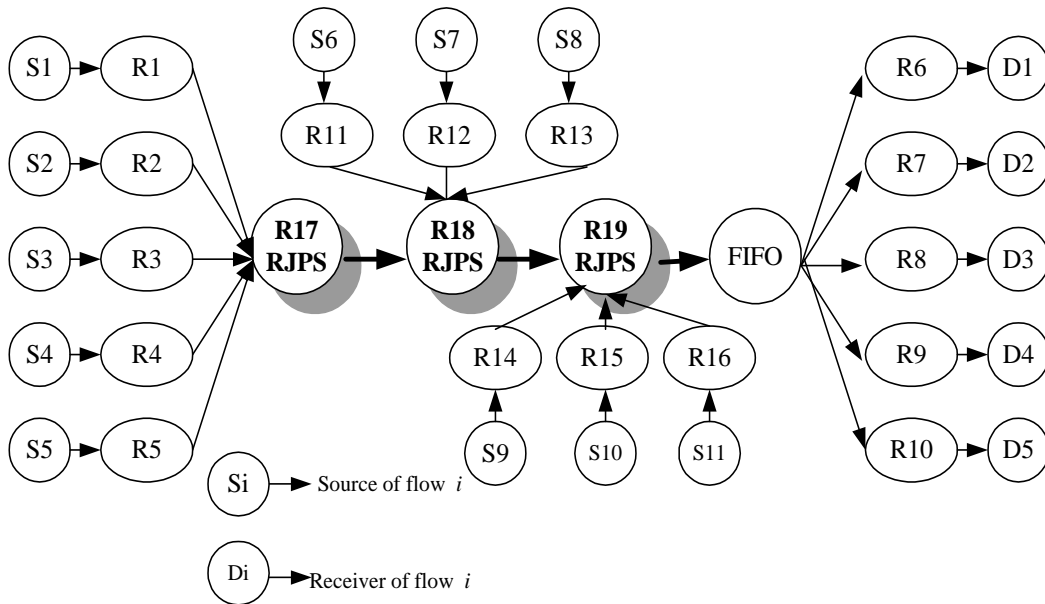 S6 S7 S8
S1 R1 R6 D1
R11 R12 R13
S2 R2 R7 D2
R17 RJPS
R18 RJPS
R19 RJPS
S3 R3 FIFO R8 D3
S4 R4 R14 R15 R16 R9 D4
S5 R5 S9 S10 S11 R10 D5
Si Source of flow i
Di Receiver of flow i